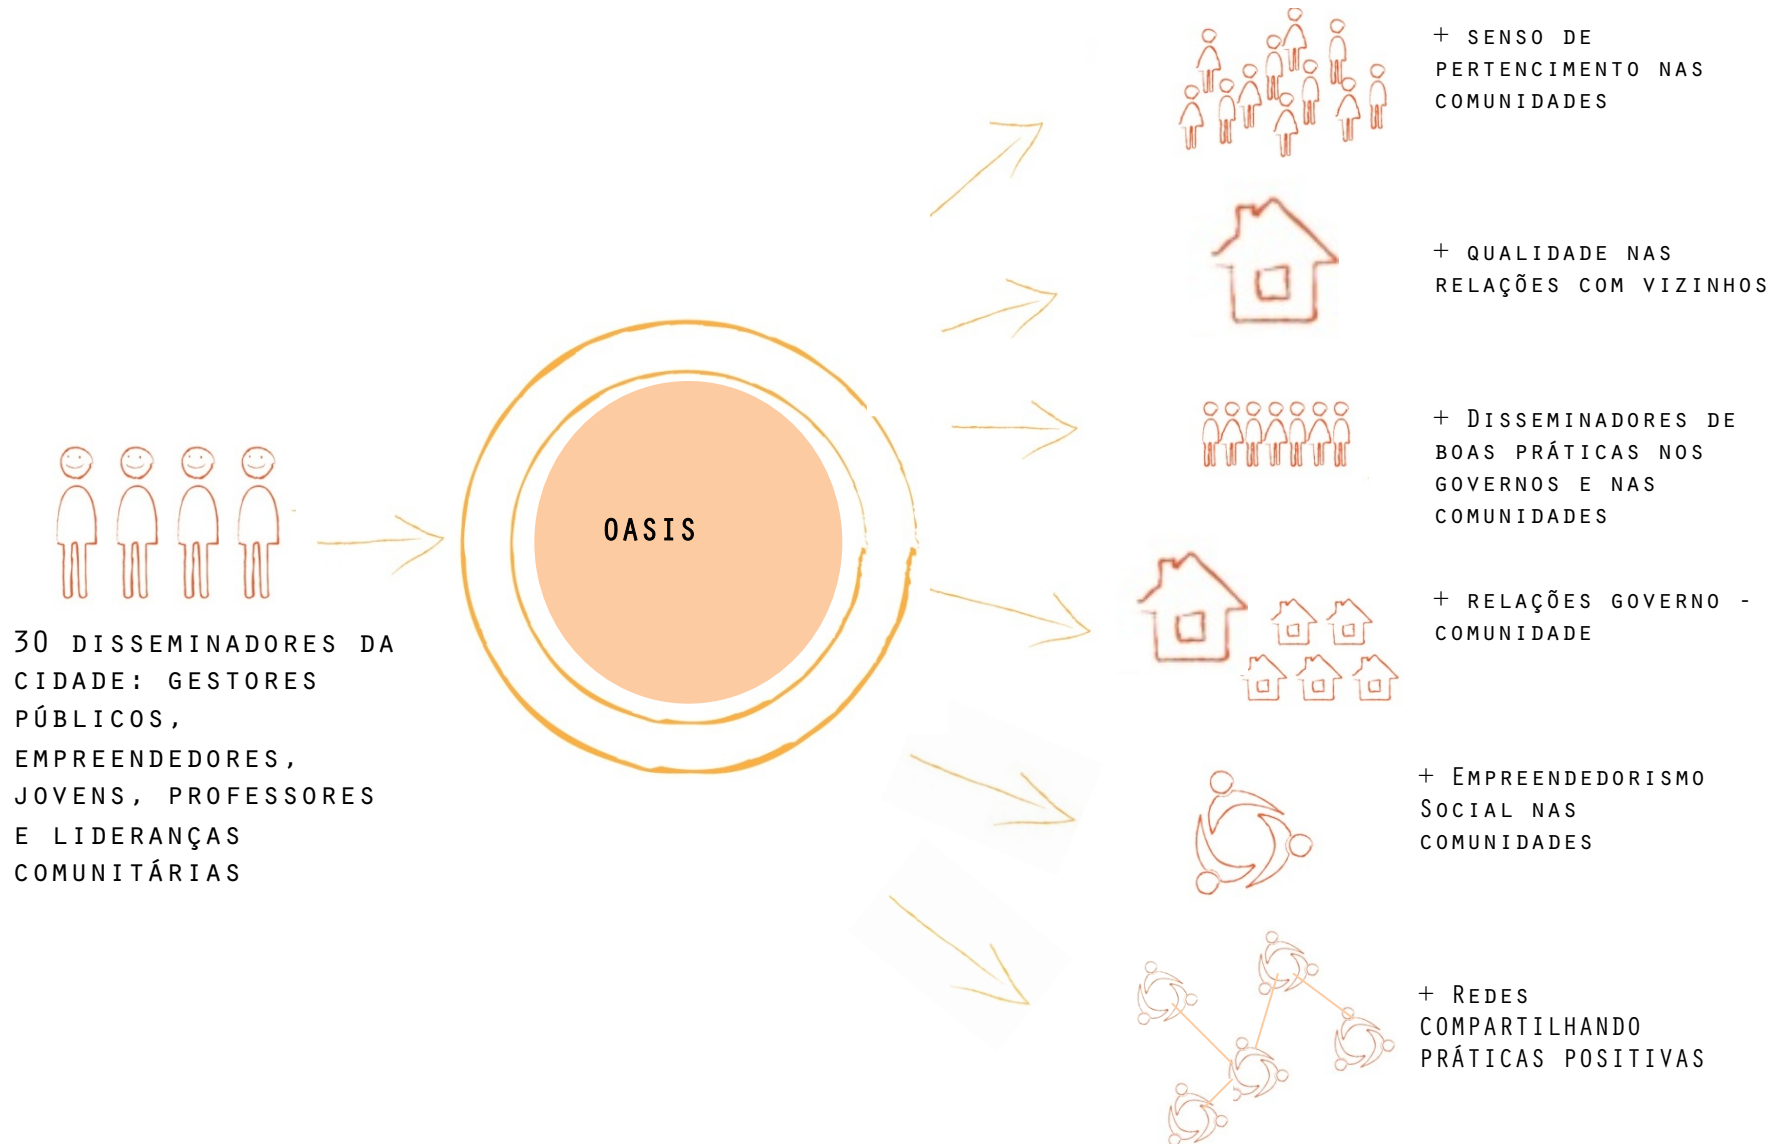 30 DISSEMINADORES DA
CIDADE: GESTORES
PÚBLICOS,
EMPREENDEDORES,
JOVENS, PROFESSORES
E LIDERANÇAS
COMUNITÁRIAS
OASIS
+ SENSO DE
PERTENCIMENTO NAS
COMUNIDADES
+ QUALIDADE NAS
RELAÇÕES COM VIZINHOS
+ DISSEMINADORES DE
BOAS PRÁTICAS NOS
GOVERNOS E NAS
COMUNIDADES
+ RELAÇÕES GOVERNO -
COMUNIDADE
+ EMPREENDEDORISMO
SOCIAL NAS
COMUNIDADES
+ REDES
COMPARTILHANDO
PRÁTICAS POSITIVAS